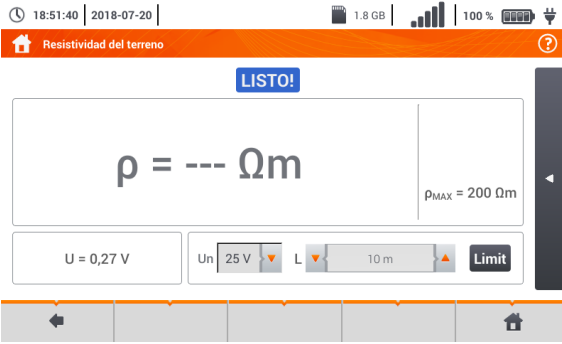 18:51:40 2018-07-20 1.8 GB 100 %
Resistividad del terreno ?
LISTO!
ρ = --- Ωm
ρMAX = 200 Ωm
U = 0,27 V Un 25 V L 10 m Limit